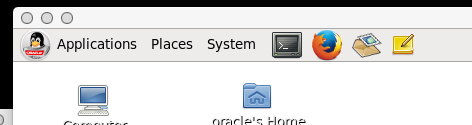 Applications Places System
Computer oracle's Home